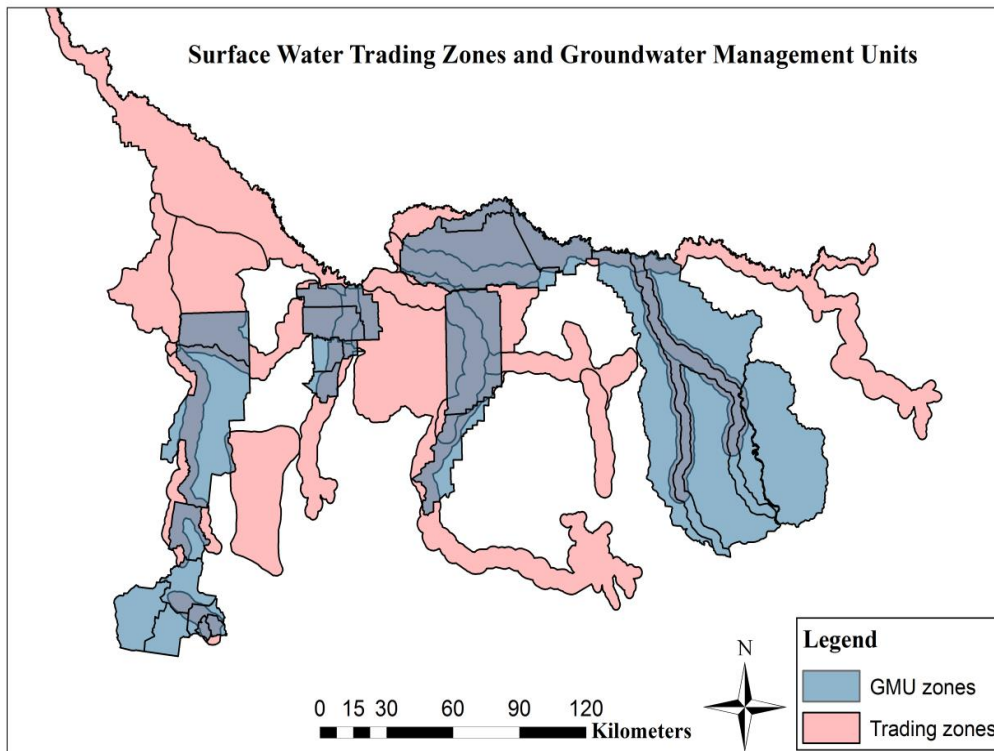 Surface Water Trading Zones and Groundwater Management Units
Legend
GMU zones
Trading zones
N
0 15 30 60 90 120
Kilometers